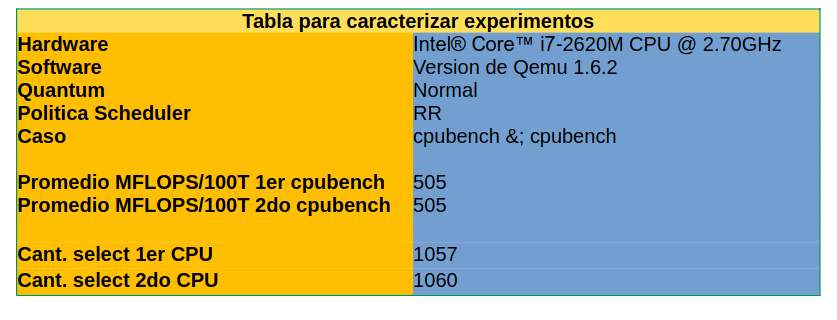 Tabla para caracterizar experimentos
Hardware Intel® Core™ i7-2620M CPU @ 2.70GHz
Software Version de Qemu 1.6.2
Quantum Normal
Politica Scheduler RR
Caso cpubench &; cpubench
Promedio MFLOPS/100T 1er cpubench 505
Promedio MFLOPS/100T 2do cpubench 505
Cant. select 1er CPU 1057
Cant. select 2do CPU 1060